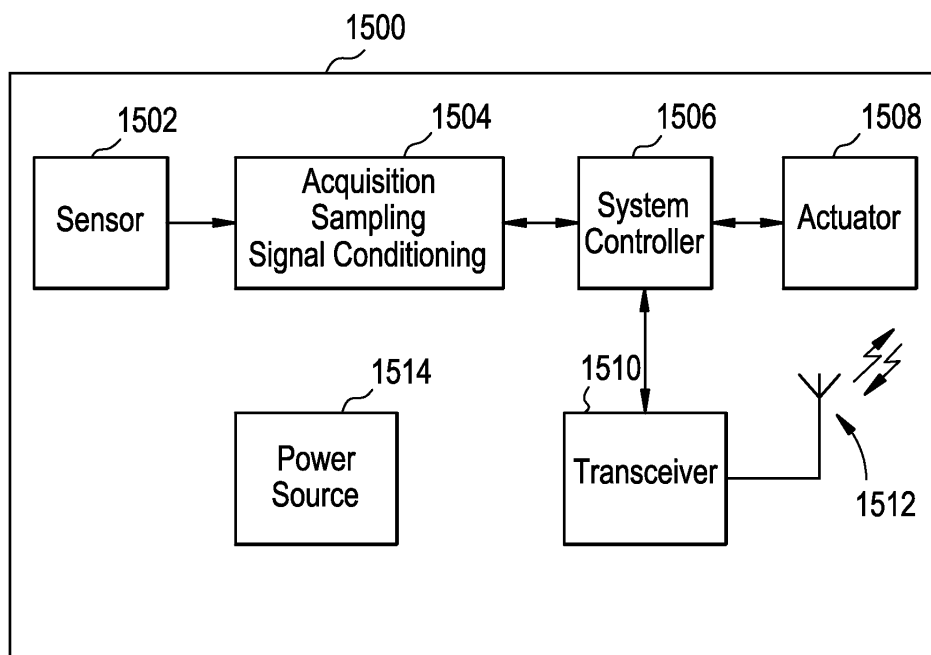 1500
1502
1504
1506
1508
Sensor
Acquisition
Sampling
Signal Conditioning
System
Controller
Actuator
1514
1510
Power
Source
Transceiver
1512